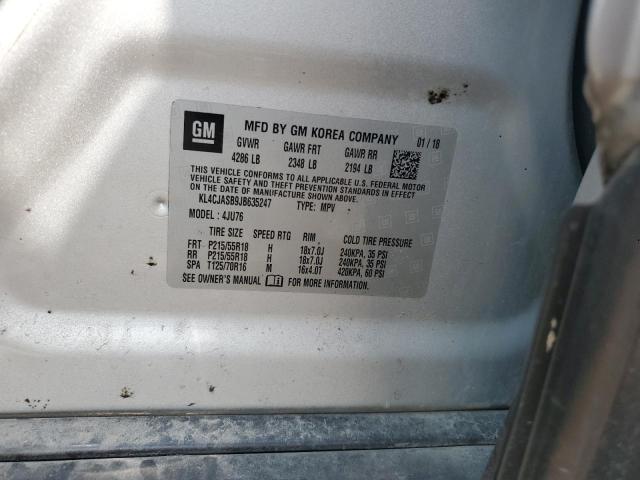 GM
MFD BY GM KOREA COMPANY 01 / 18
GVWR GAWR FRT GAWR RR
4286 LB 2348 LB 2194 LB
THIS VEHICLE CONFORMS TO ALL APPLICABLE U.S. FEDERAL MOTOR
VEHICLE SAFETY AND THEFT PREVENTION STANDARDS IN EFFECT
ON THE DATE OF MANUFACTURE SHOWN ABOVE.
KL4CJASB9JB635247 TYPE: MPV
MODEL: 4JU76
TIRE SIZE SPEED RTG RIM COLD TIRE PRESSURE
FRT P215/55R18 H 18x7.0J 240KPA, 35 PSI
RR P215/55R18 H 18x7.0J 240KPA, 35 PSI
SPA T125/70R16 M 16x4.0T 420KPA, 60 PSI
SEE OWNER'S MANUAL FOR MORE INFORMATION.